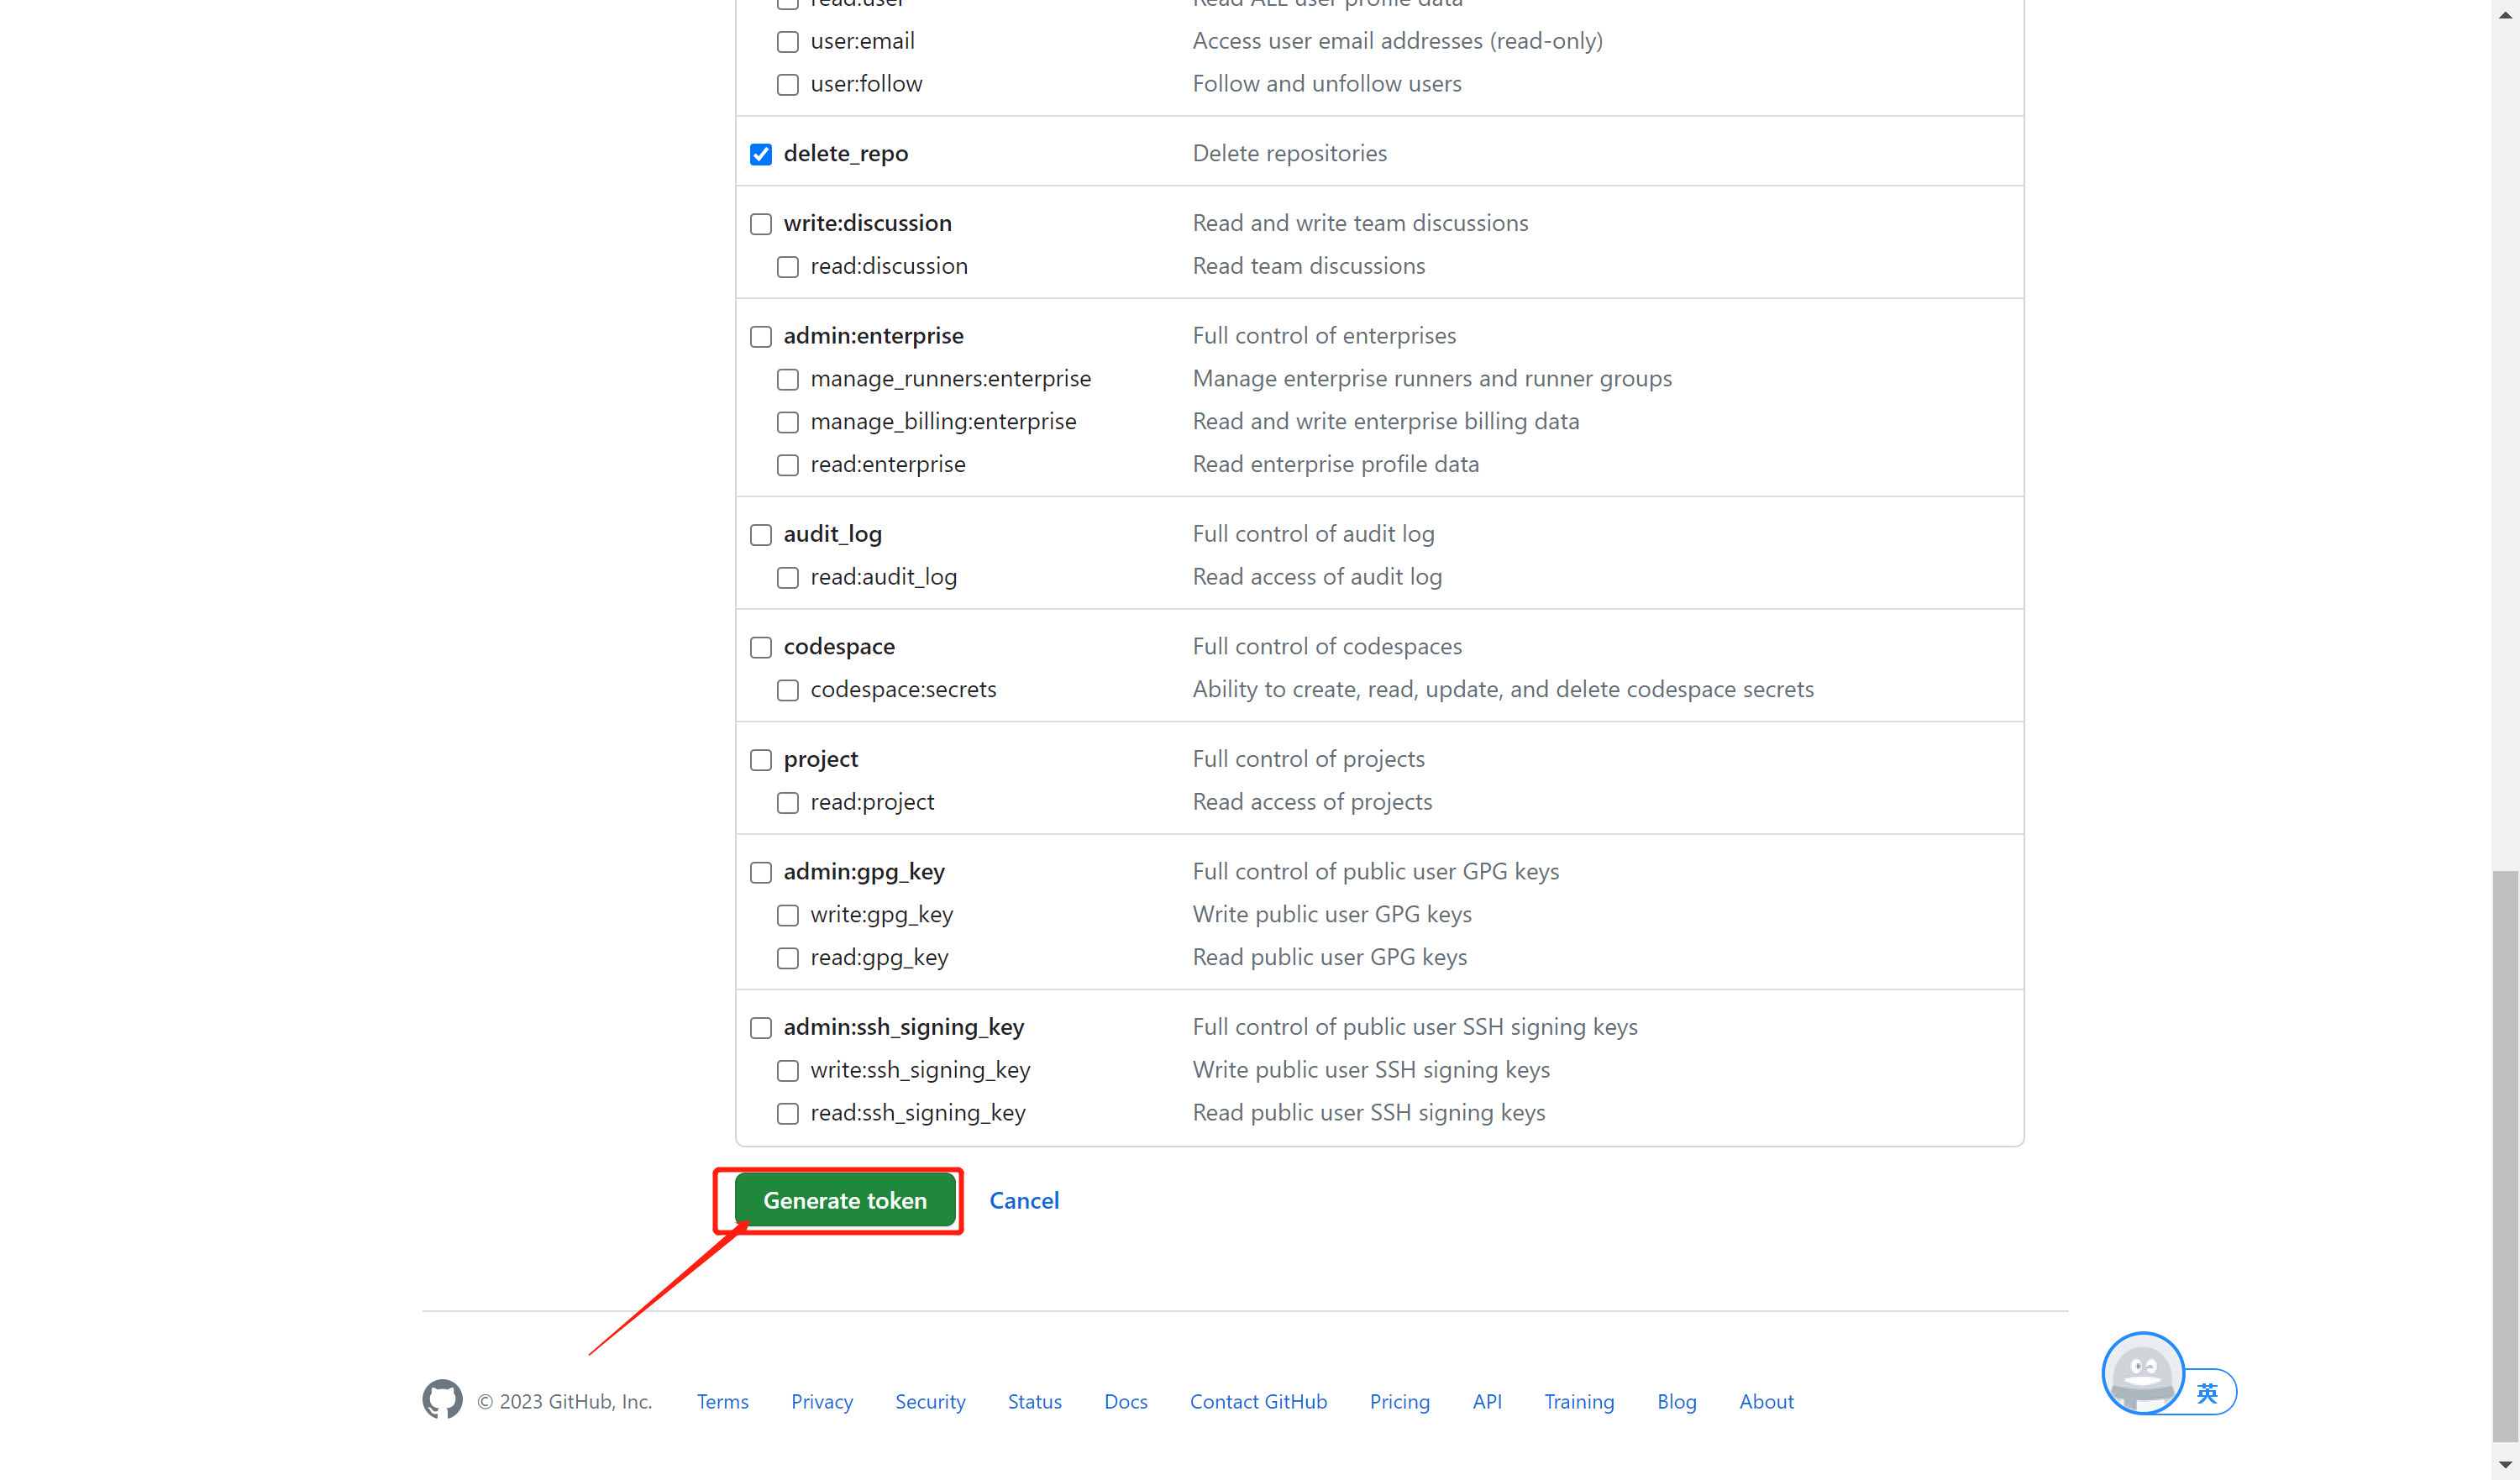 read:user Read ALL user profile data
user:email Access user email addresses (read-only)
user:follow Follow and unfollow users
delete_repo Delete repositories
write:discussion Read and write team discussions
read:discussion Read team discussions
admin:enterprise Full control of enterprises
manage_runners:enterprise Manage enterprise runners and runner groups
manage_billing:enterprise Read and write enterprise billing data
read:enterprise Read enterprise profile data
audit_log Full control of audit log
read:audit_log Read access of audit log
codespace Full control of codespaces
codespace:secrets Ability to create, read, update, and delete codespace secrets
project Full control of projects
read:project Read access of projects
admin:gpg_key Full control of public user GPG keys
write:gpg_key Write public user GPG keys
read:gpg_key Read public user GPG keys
admin:ssh_signing_key Full control of public user SSH signing keys
write:ssh_signing_key Write public user SSH signing keys
read:ssh_signing_key Read public user SSH signing keys
Generate token Cancel
© 2023 GitHub, Inc. Terms Privacy Security Status Docs Contact GitHub Pricing API Training Blog About
英